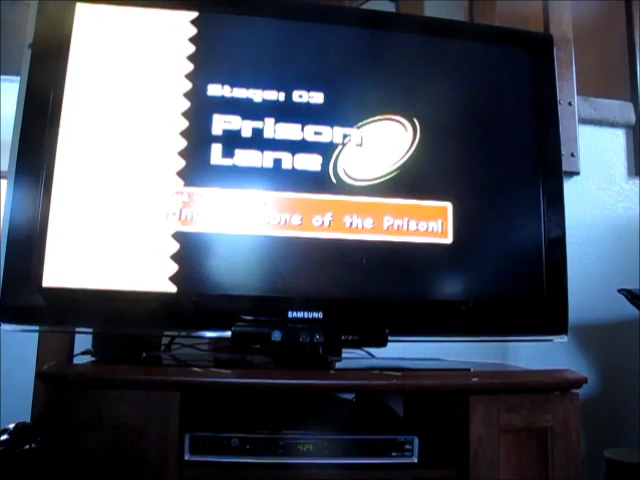 Stage: 03
Prison
Lane
one of the Prison!
SAMSUNG